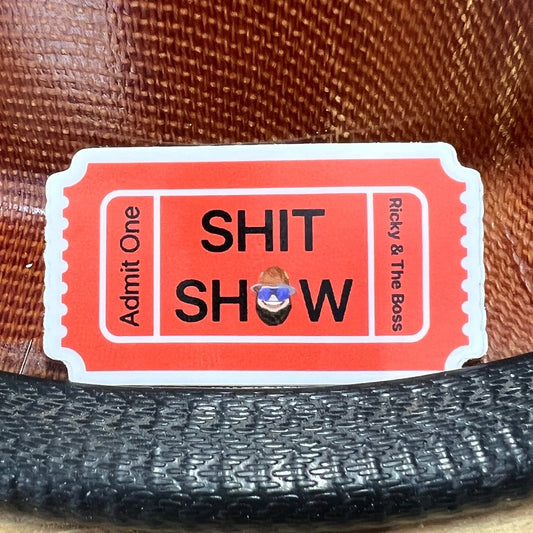 Admit One
SHIT
SHOW
Ricky & The Boss